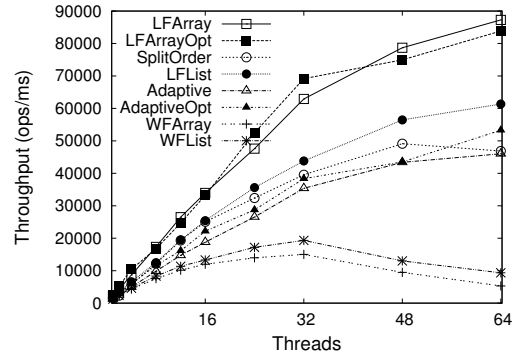 90000
80000
70000
60000
50000
40000
30000
20000
10000
0
Throughput (ops/ms)
LFArray
LFArrayOpt
SplitOrder
LFList
Adaptive
AdaptiveOpt
WFArray
WFList
16 32 48 64
Threads